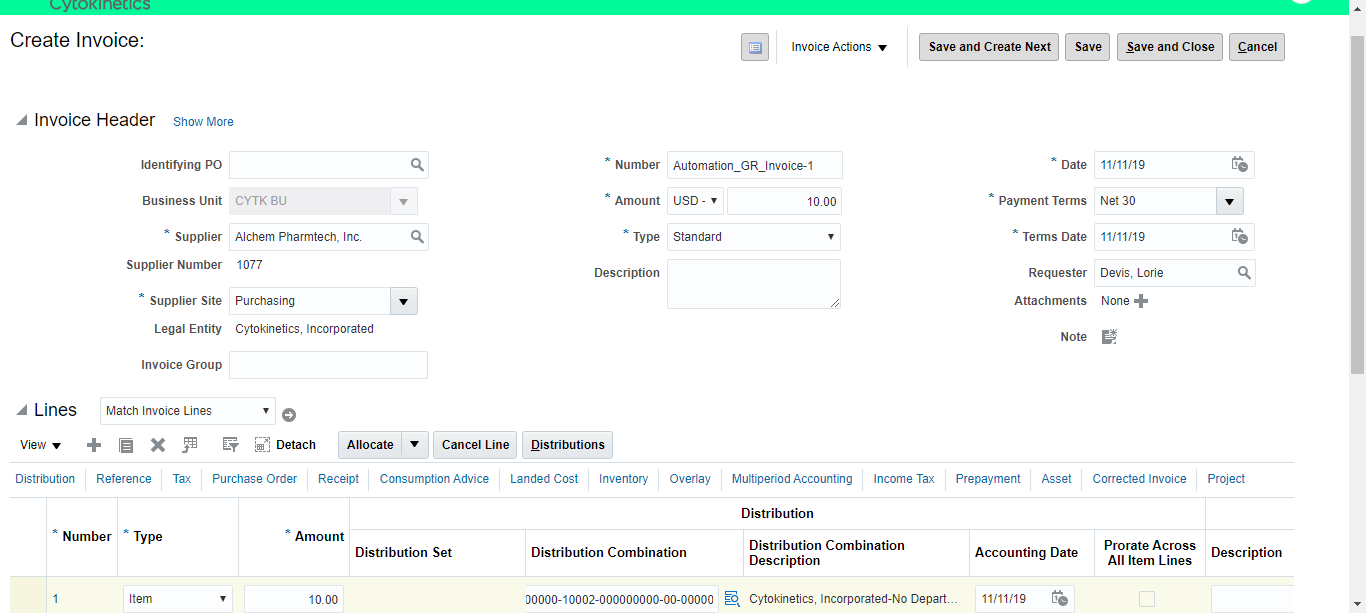 Cytokinetics
Create Invoice:
Invoice Actions
Save and Create Next
Save
Save and Close
Cancel
Invoice Header
Show More
Identifying PO
Business Unit CYTK BU
* Supplier Alchem Pharmtech, Inc.
Supplier Number 1077
* Supplier Site Purchasing
Legal Entity Cytokinetics, Incorporated
Invoice Group
* Number Automation_GR_Invoice-1
* Amount USD - 10.00
* Type Standard
Description
* Date 11/11/19
* Payment Terms Net 30
* Terms Date 11/11/19
Requester Devis, Lorie
Attachments None
Note
Lines
Match Invoice Lines
View
Detach
Allocate
Cancel Line
Distributions
Distribution
Reference
Tax
Purchase Order
Receipt
Consumption Advice
Landed Cost
Inventory
Overlay
Multiperiod Accounting
Income Tax
Prepayment
Asset
Corrected Invoice
Project
* Number
* Type
* Amount
Distribution
Distribution Set
Distribution Combination
Distribution Combination
Description
Accounting Date
Prorate Across
All Item Lines
Description
1
Item
10.00
00000-10002-000000000-00-00000
Cytokinetics, Incorporated-No Depart...
11/11/19